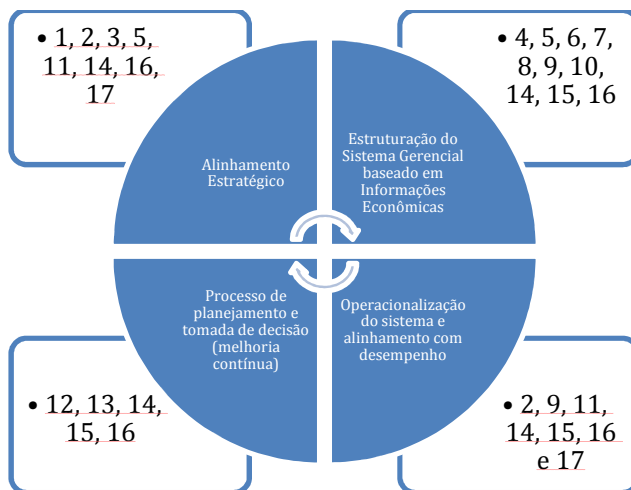 • 1, 2, 3, 5,
11, 14, 16,
17
• 4, 5, 6, 7,
8, 9, 10,
14, 15, 16
Alinhamento
Estratégico
Estruturação do
Sistema Gerencial
baseado em
Informações
Econômicas
Processo de
planejamento e
tomada de decisão
(melhoria
contínua)
Operacionalização
do sistema e
alinhamento com
desempenho
• 12, 13, 14,
15, 16
• 2, 9, 11,
14, 15, 16
e 17